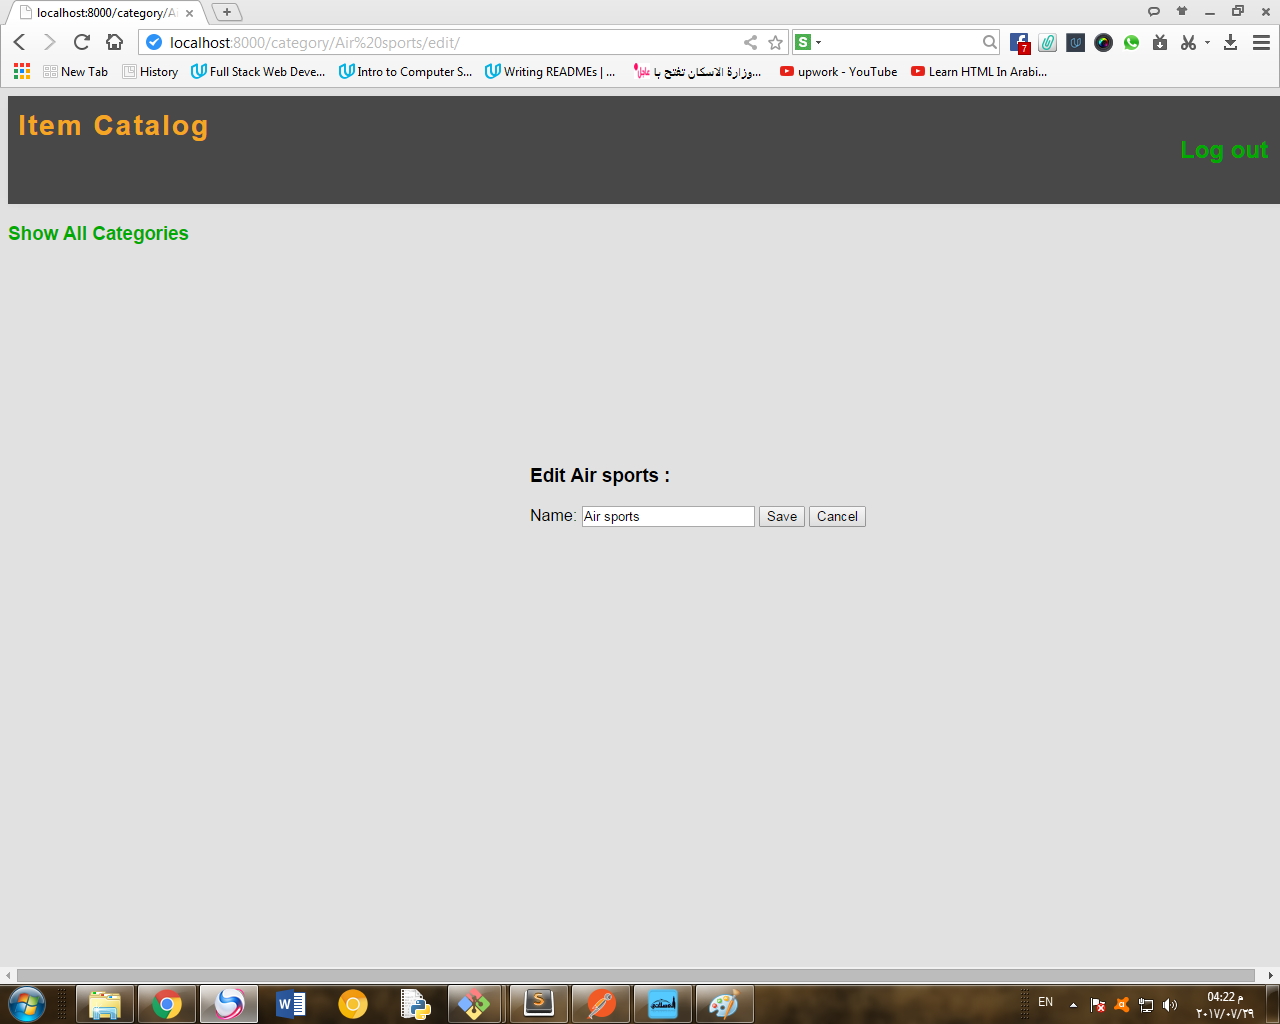 localhost:8000/category/Ai
localhost:8000/category/Air%20sports/edit/
S
7
New Tab
History
Full Stack Web Deve...
Intro to Computer S...
Writing READMEs | ...
وزارة الاسكان تفتح با...
upwork - YouTube
Learn HTML In Arabi...
Item Catalog
Log out
Show All Categories
Edit Air sports :
Name: Air sports Save Cancel
EN
04:22 م
٢٠١٧/٠٧/٢٩